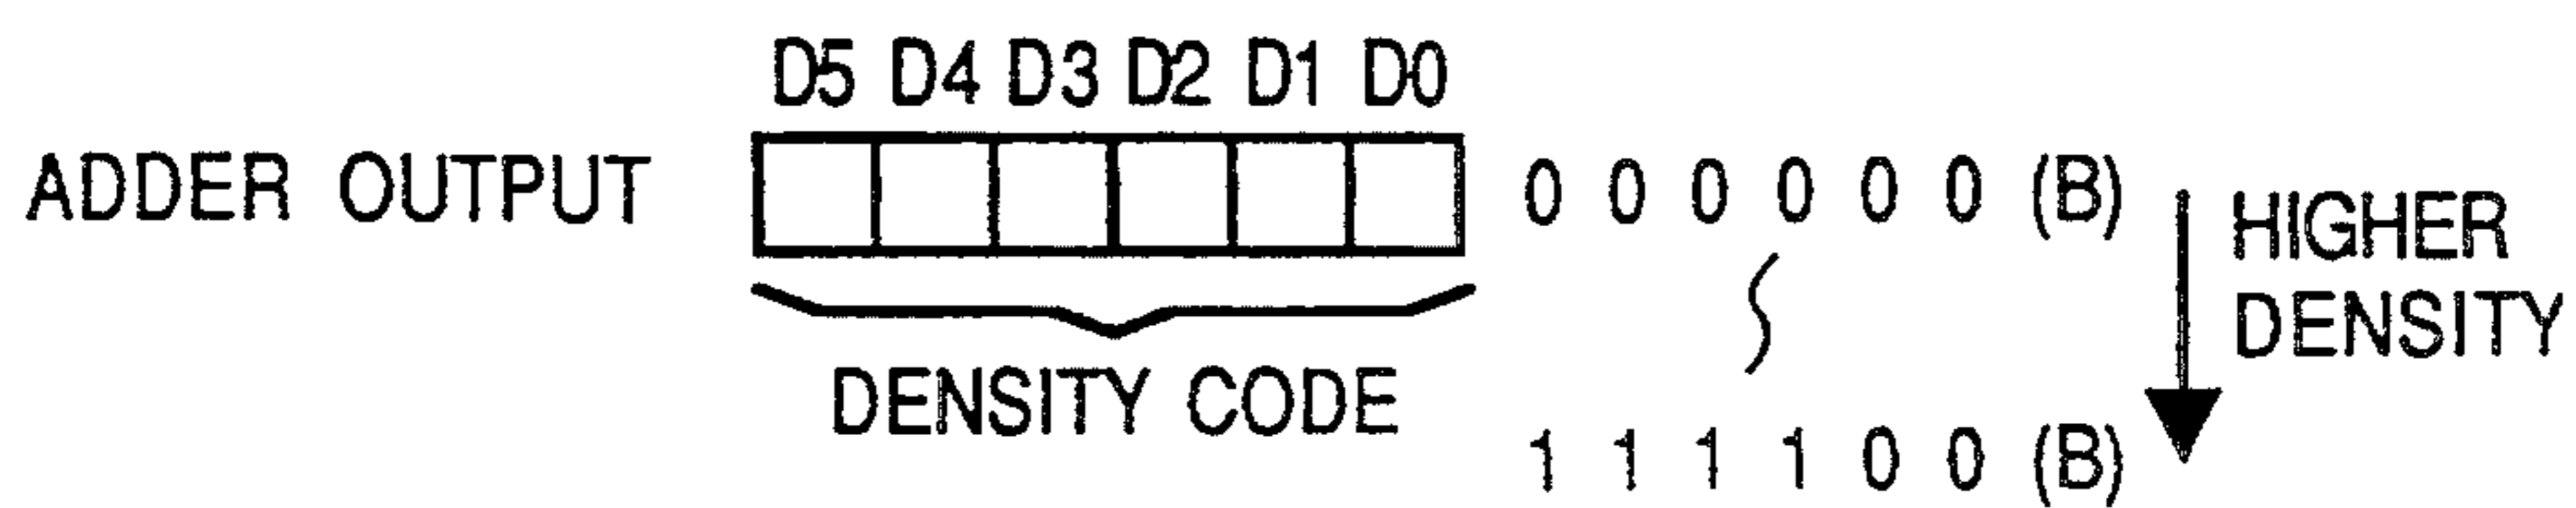 D5 D4 D3 D2 D1 D0
ADDER OUTPUT
0 0 0 0 0 0 (B)
HIGHER
DENSITY
DENSITY CODE
1 1 1 1 0 0 (B)